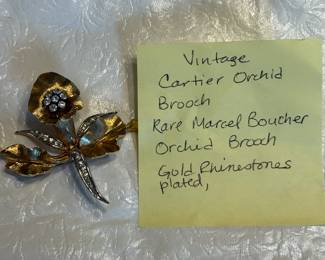 Vintage
Cartier Orchid
Brooch
Rare Marcel Boucher
Orchid Brooch
Gold Rhinestones
plated,